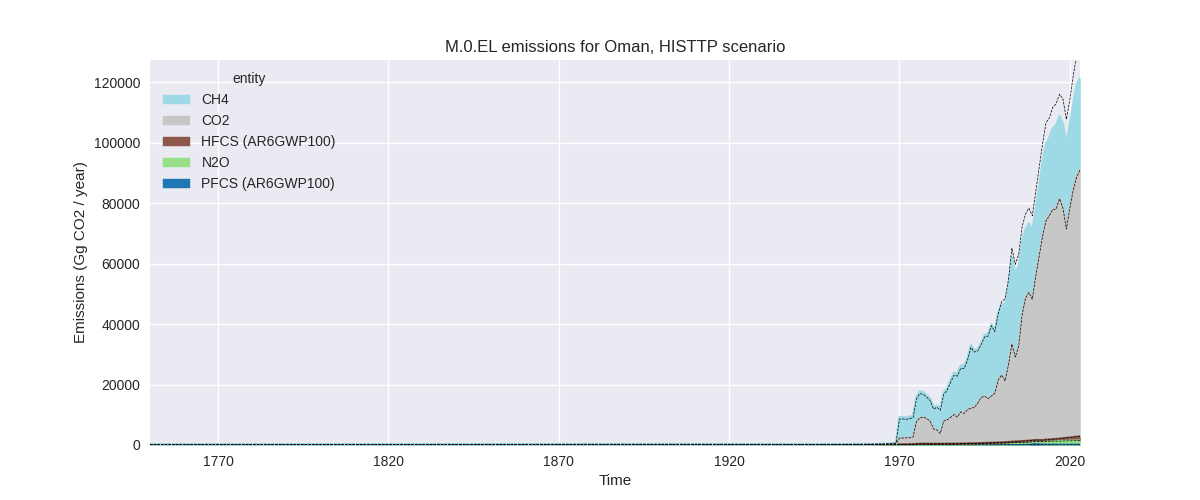 M.0.EL emissions for Oman, HISTTP scenario
entity
CH4
CO2
HFCS (AR6GWP100)
N2O
PFCS (AR6GWP100)
Emissions (Gg CO2 / year)
120000
100000
80000
60000
40000
20000
0
1770
1820
1870
1920
1970
2020
Time